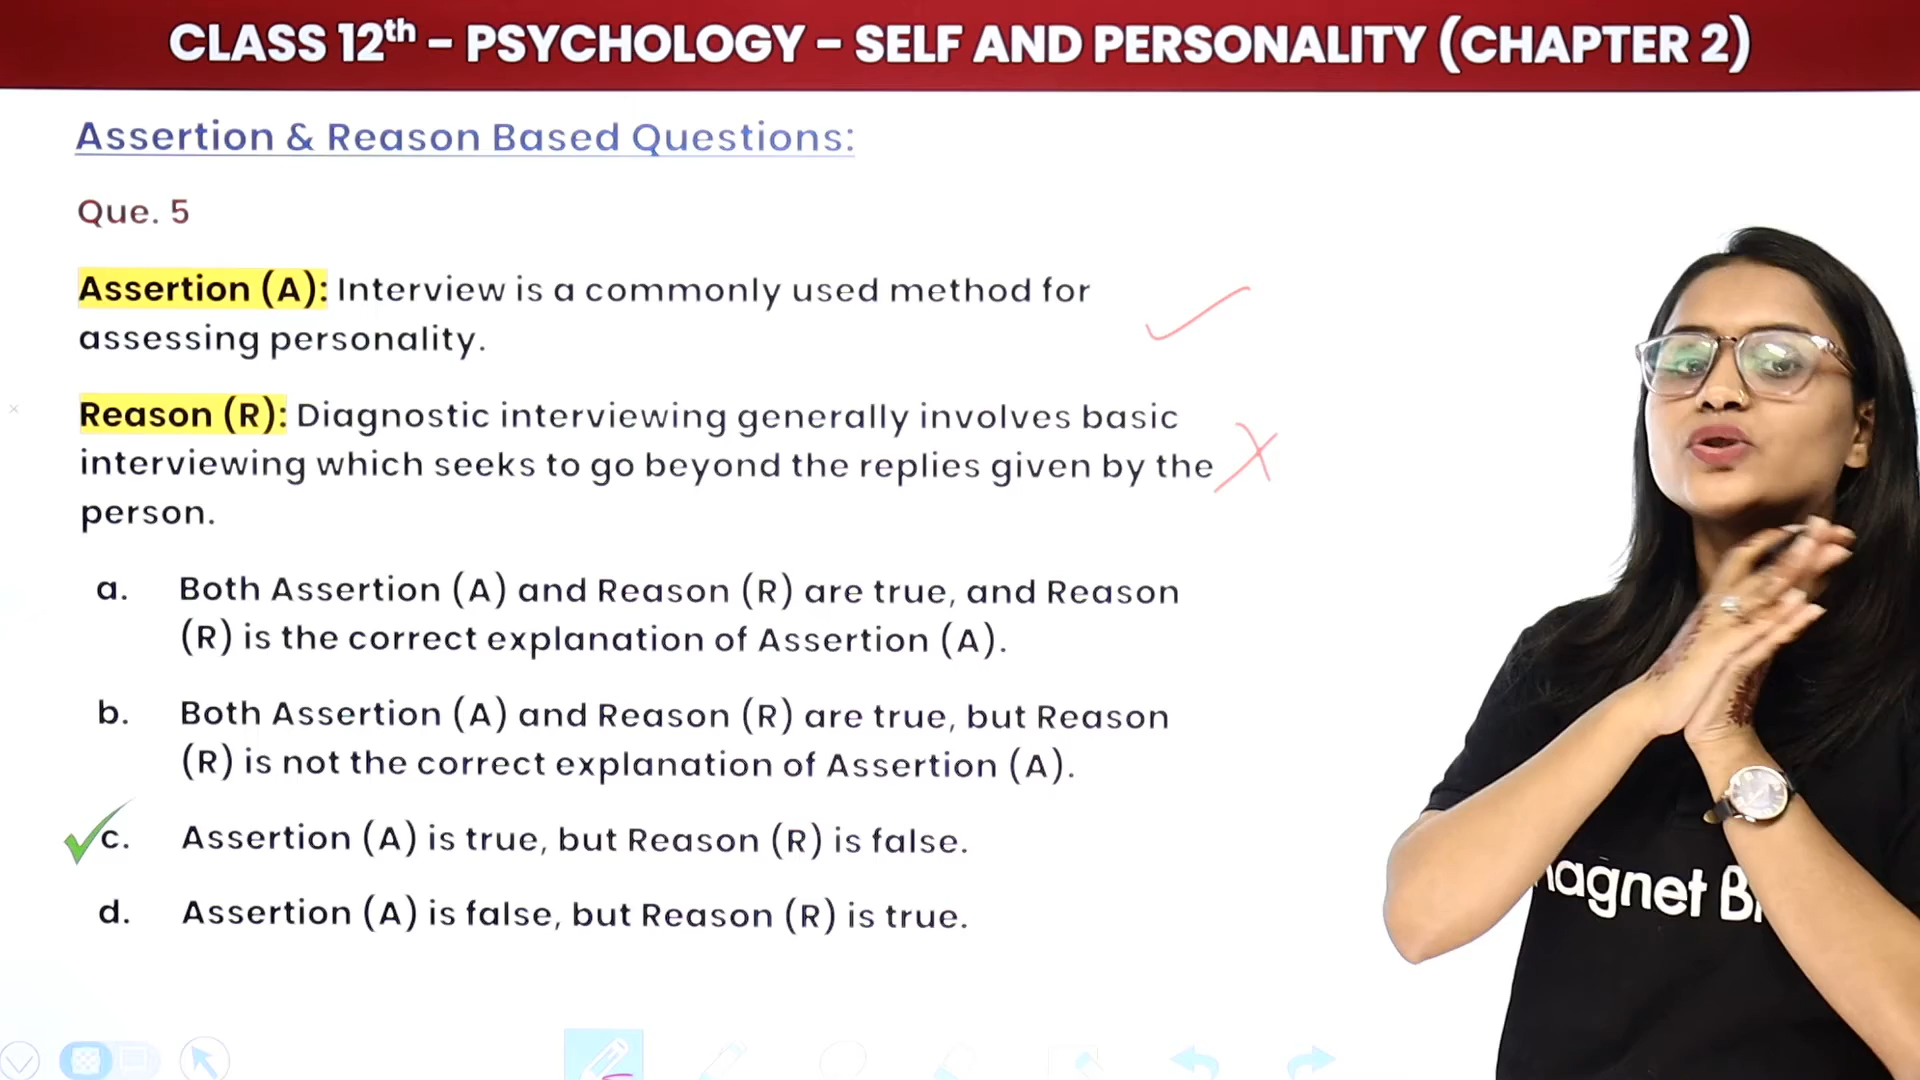 CLASS 12th - PSYCHOLOGY - SELF AND PERSONALITY (CHAPTER 2)
Assertion & Reason Based Questions:
Que. 5
Assertion (A): Interview is a commonly used method for
assessing personality.
Reason (R): Diagnostic interviewing generally involves basic
interviewing which seeks to go beyond the replies given by the
person.
a. Both Assertion (A) and Reason (R) are true, and Reason
(R) is the correct explanation of Assertion (A).
b. Both Assertion (A) and Reason (R) are true, but Reason
(R) is not the correct explanation of Assertion (A).
c. Assertion (A) is true, but Reason (R) is false.
d. Assertion (A) is false, but Reason (R) is true.
agnet B